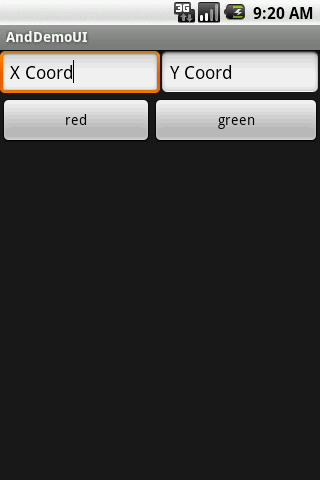 3G 9:20 AM
AndDemoUI
X Coord Y Coord
red green